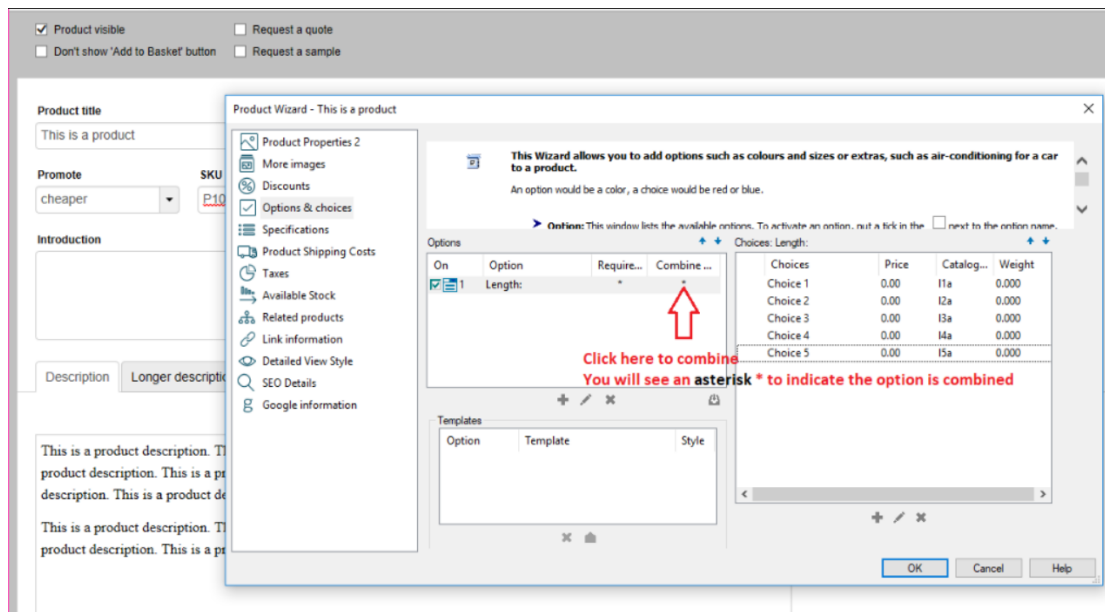 Product visible
Request a quote
Don't show 'Add to Basket' button
Request a sample
Product title
This is a product
Promote
SKU
cheaper
P10
Introduction
Description
Longer descriptio
This is a product description. T
product description. This is a pr
description. This is a product de
This is a product description. T
product description. This is a pr
Product Wizard - This is a product
Product Properties 2
More images
Discounts
Options & choices
Specifications
Product Shipping Costs
Taxes
Available Stock
Related products
Link information
Detailed View Style
SEO Details
Google information
This Wizard allows you to add options such as colours and sizes or extras, such as air-conditioning for a car
to a product.
An option would be a color, a choice would be red or blue.
Option: This window lists the available options. To activate an option, put a tick in the next to the option name.
Options
On Option Require... Combine ...
1 Length: * *
Click here to combine
You will see an asterisk * to indicate the option is combined
Templates
Option Template Style
Choices: Length:
Choices Price Catalog... Weight
Choice 1 0.00 l1a 0.000
Choice 2 0.00 l2a 0.000
Choice 3 0.00 l3a 0.000
Choice 4 0.00 l4a 0.000
Choice 5 0.00 l5a 0.000
OK Cancel Help